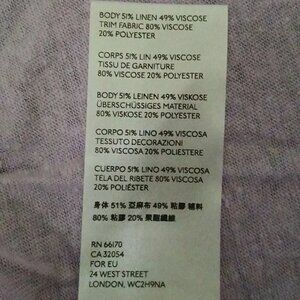 BODY 51% LINEN 49% VISCOSE
TRIM FABRIC 80% VISCOSE
20% POLYESTER
CORPS 51% LIN 49% VISCOSE
TISSU DE GARNITURE
80% VISCOSE 20% POLYESTER
BODY 51% LEINEN 49% VISKOSE
ÜBERSCHÜSSIGES MATERIAL
80% VISKOSE 20% POLYESTER
CORPO 51% LINO 49% VISCOSA
TESSUTO DECORAZIONI
80% VISCOSA 20% POLIESTERE
CUERPO 51% LINO 49% VISCOSA
TELA DEL RIBETE 80% VISCOSA
20% POLIÉSTER
身体 51% 亞麻布 49% 粘膠 辅料
80% 粘膠 20% 聚酯纖維
RN 66170
CA 32054
FOR EU
24 WEST STREET
LONDON, WC2H9NA